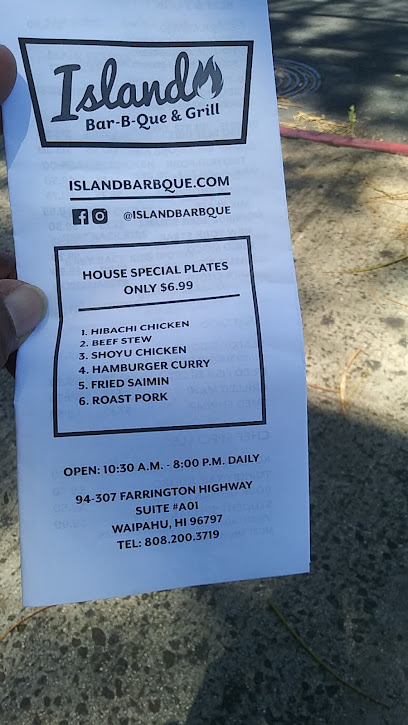 Island
Bar-B-Que & Grill
ISLANDBARBQUE.COM
@ISLANDBARBQUE
HOUSE SPECIAL PLATES
ONLY $6.99
1. HIBACHI CHICKEN
2. BEEF STEW
3. SHOYU CHICKEN
4. HAMBURGER CURRY
5. FRIED SAIMIN
6. ROAST PORK
OPEN: 10:30 A.M. - 8:00 P.M. DAILY
94-307 FARRINGTON HIGHWAY
SUITE #A01
WAIPAHU, HI 96797
TEL: 808.200.3719